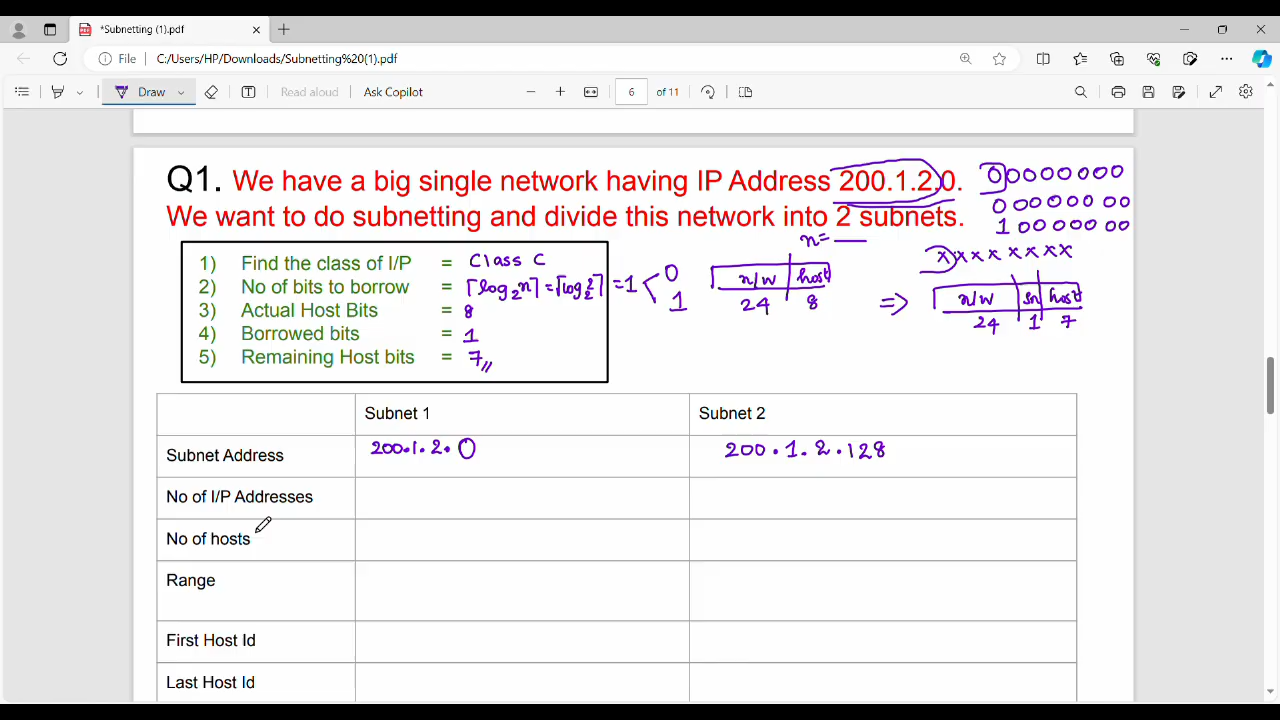 *Subnetting (1).pdf
File C:/Users/HP/Downloads/Subnetting%20(1).pdf
Draw Read aloud Ask Copilot 6 of 11
Q1. We have a big single network having IP Address 200.1.2.0.
We want to do subnetting and divide this network into 2 subnets.
00000000
00000000
10000000
n=
xxxxxxxx
1) Find the class of I/P = Class C
2) No of bits to borrow = ⌈log₂n⌉=⌈log₂2⌉=1 0 1
3) Actual Host Bits = 8
4) Borrowed bits = 1
5) Remaining Host bits = 7
n/w host
24 8
=> n/w sn host
24 1 7
Subnet 1 Subnet 2
Subnet Address 200.1.2.0 200.1.2.128
No of I/P Addresses
No of hosts
Range
First Host Id
Last Host Id